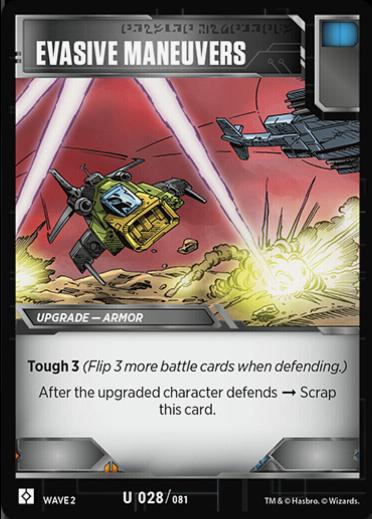 EVASIVE MANEUVERS
UPGRADE — ARMOR
Tough 3 (Flip 3 more battle cards when defending.)
After the upgraded character defends → Scrap
this card.
WAVE 2
U 028/081
TM & © Hasbro. © Wizards.